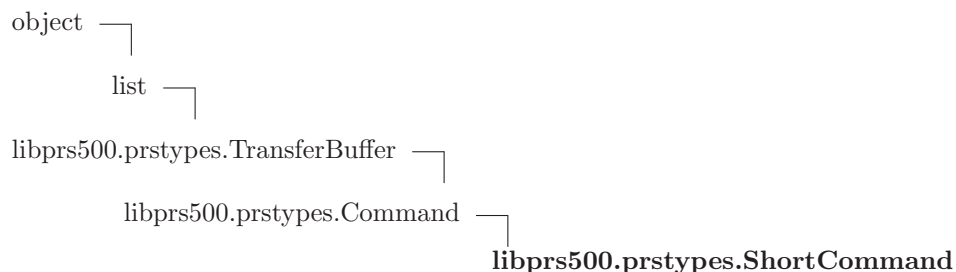 object
list
libprs500.prstypes.TransferBuffer
libprs500.prstypes.Command
libprs500.prstypes.ShortCommand